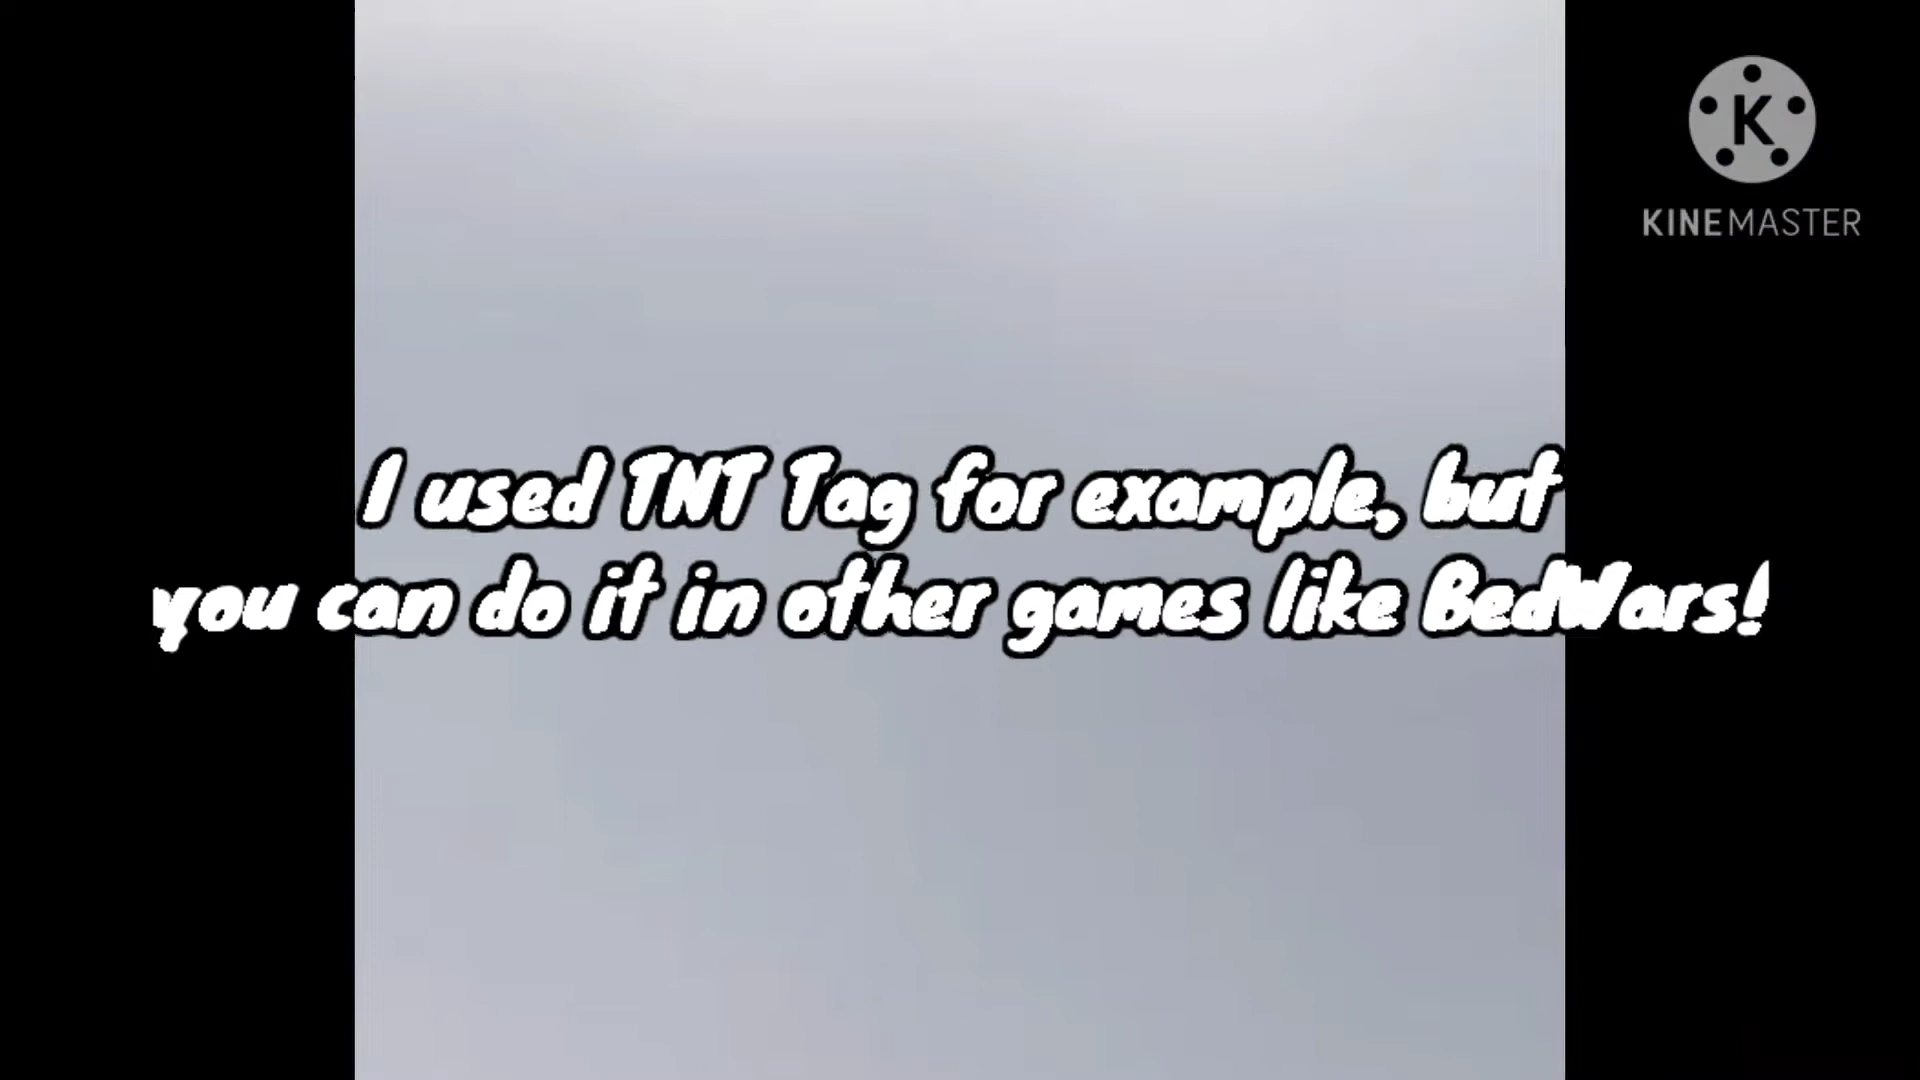 K
KINEMASTER
I used TNT Tag for example, but
you can do it in other games like BedWars!